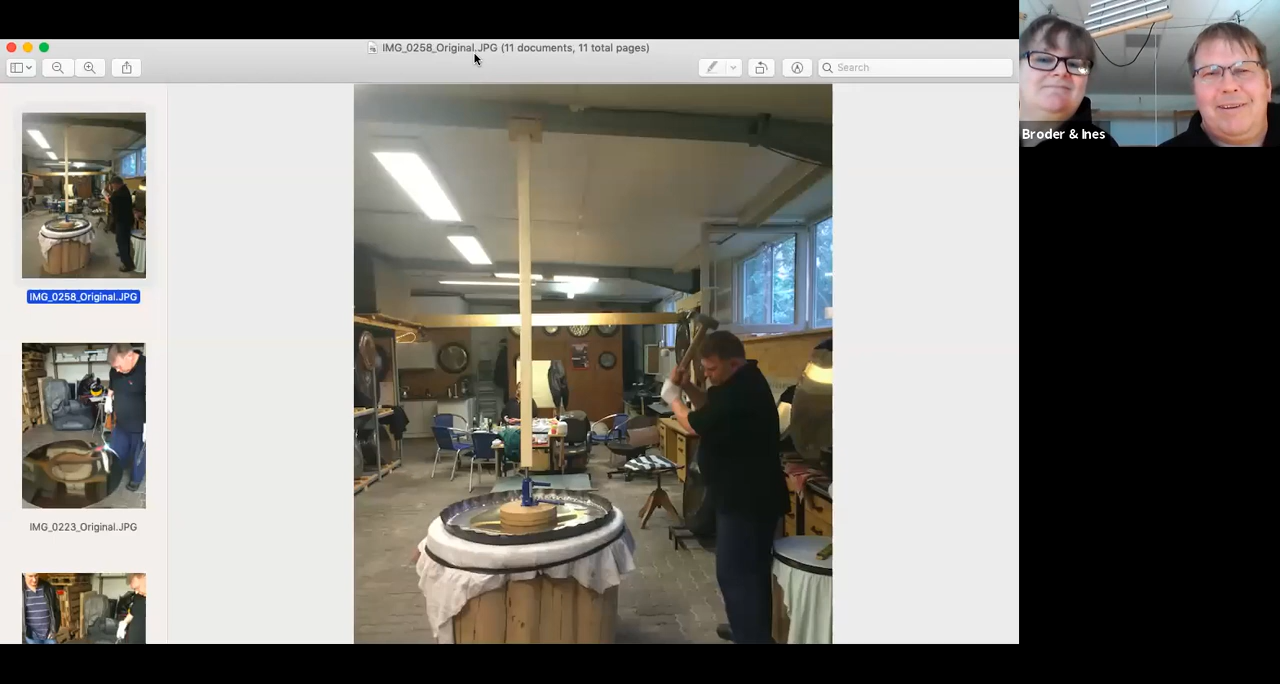 IMG_0258_Original.JPG (11 documents, 11 total pages)
Search
Broder & Ines
IMG_0258_Original.JPG
IMG_0223_Original.JPG